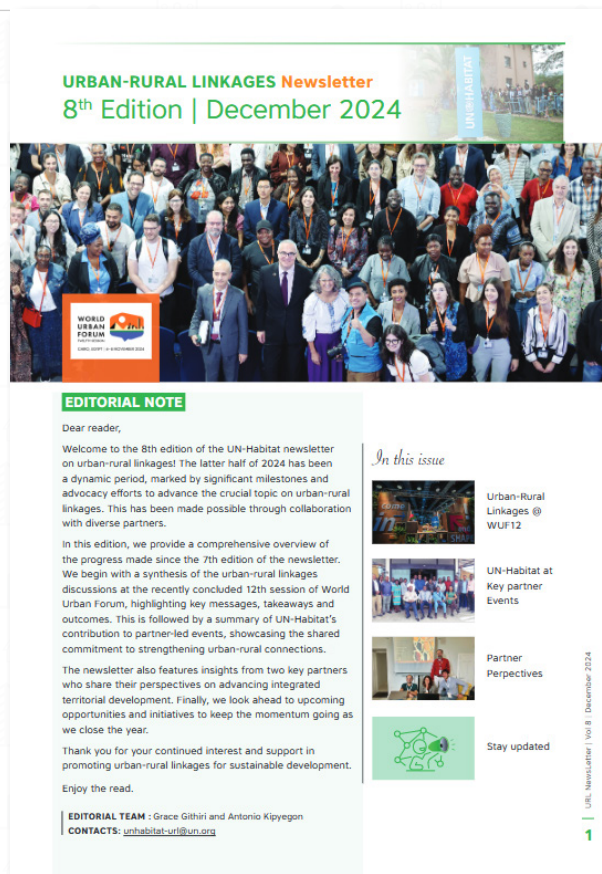 URBAN-RURAL LINKAGES Newsletter
8th Edition | December 2024
UN@HABITAT
WORLD
URBAN
FORUM
EDITORIAL NOTE
Dear reader,
Welcome to the 8th edition of the UN-Habitat newsletter
on urban-rural linkages! The latter half of 2024 has been
a dynamic period, marked by significant milestones and
advocacy efforts to advance the crucial topic on urban-rural
linkages. This has been made possible through collaboration
with diverse partners.
In this edition, we provide a comprehensive overview of
the progress made since the 7th edition of the newsletter.
We begin with a synthesis of the urban-rural linkages
discussions at the recently concluded 12th session of World
Urban Forum, highlighting key messages, takeaways and
outcomes. This is followed by a summary of UN-Habitat's
contribution to partner-led events, showcasing the shared
commitment to strengthening urban-rural connections.
The newsletter also features insights from two key partners
who share their perspectives on advancing integrated
territorial development. Finally, we look ahead to upcoming
opportunities and initiatives to keep the momentum going as
we close the year.
Thank you for your continued interest and support in
promoting urban-rural linkages for sustainable development.
Enjoy the read.
EDITORIAL TEAM : Grace Githiri and Antonio Kipyegon
CONTACTS: unhabitat-url@un.org
In this issue
Urban-Rural
Linkages @
WUF12
UN-Habitat at
Key partner
Events
Partner
Perpectives
Stay updated
URL Newsletter | Vol 8 | December 2024
1